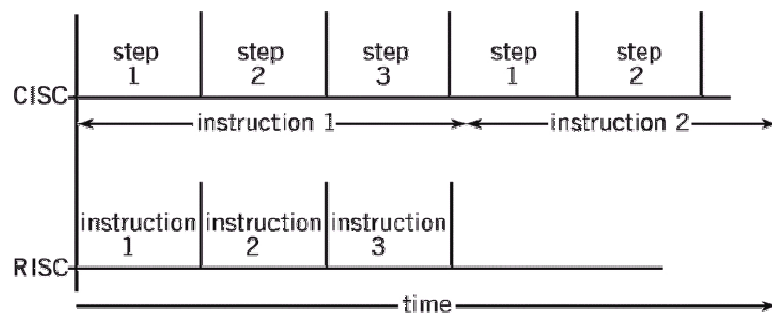 step 1
step 2
step 3
step 1
step 2
CISC
instruction 1
instruction 2
instruction 1
instruction 2
instruction 3
RISC
time